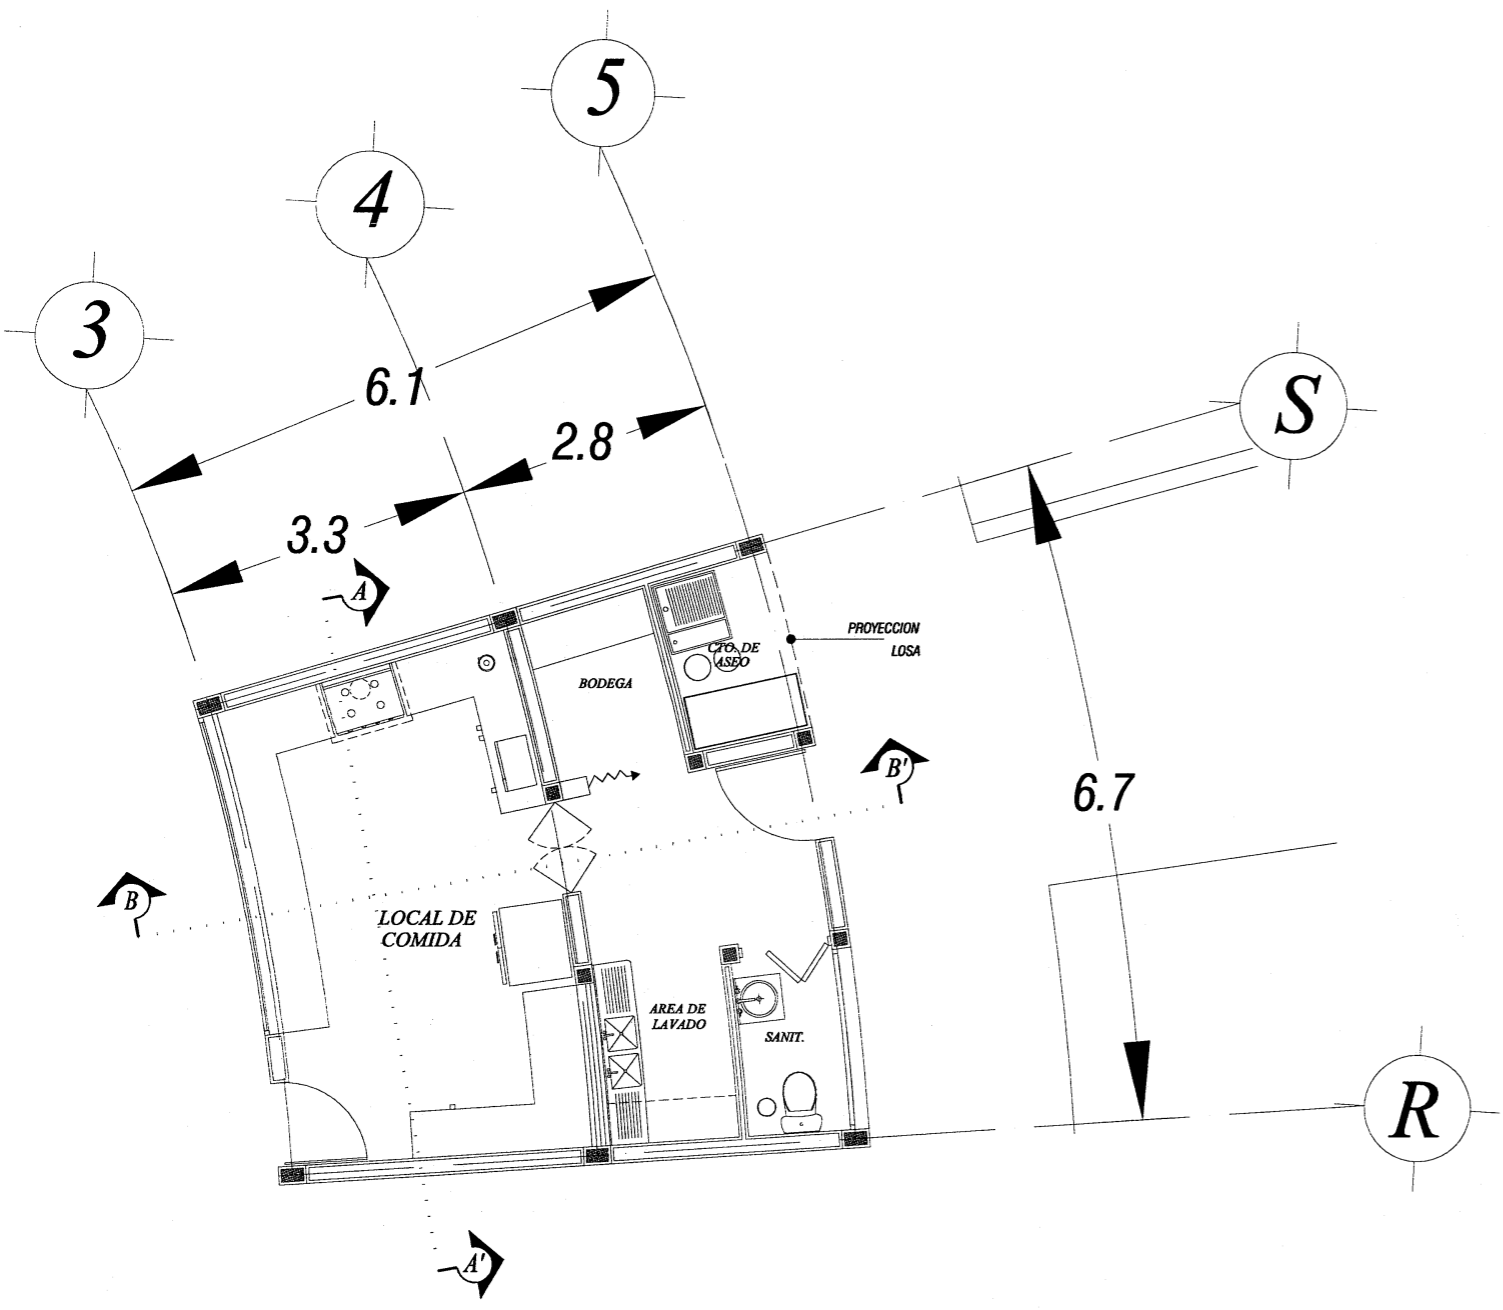 5
4
3
6.1
2.8
3.3
S
A
PROYECCION
LOSA
CTO. DE
ASEO
BODEGA
B'
6.7
B
LOCAL DE
COMIDA
AREA DE
LAVADO
SANIT.
R
A'